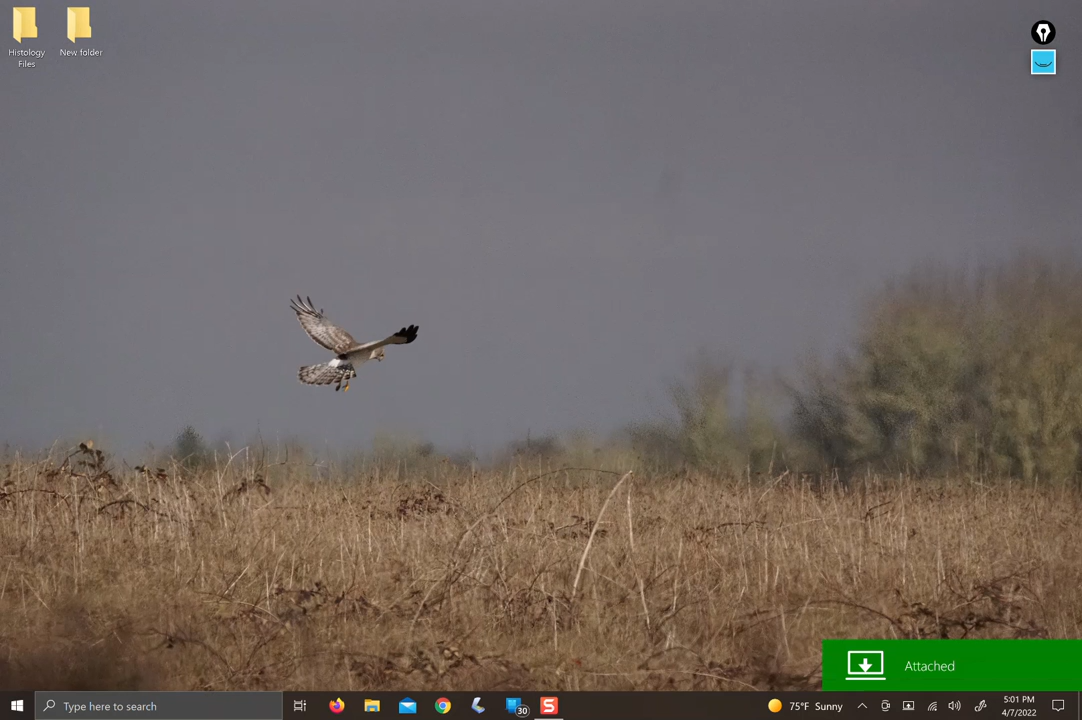 Histology
Files
New folder
Attached
Type here to search
30
S
75°F Sunny
5:01 PM
4/7/2022